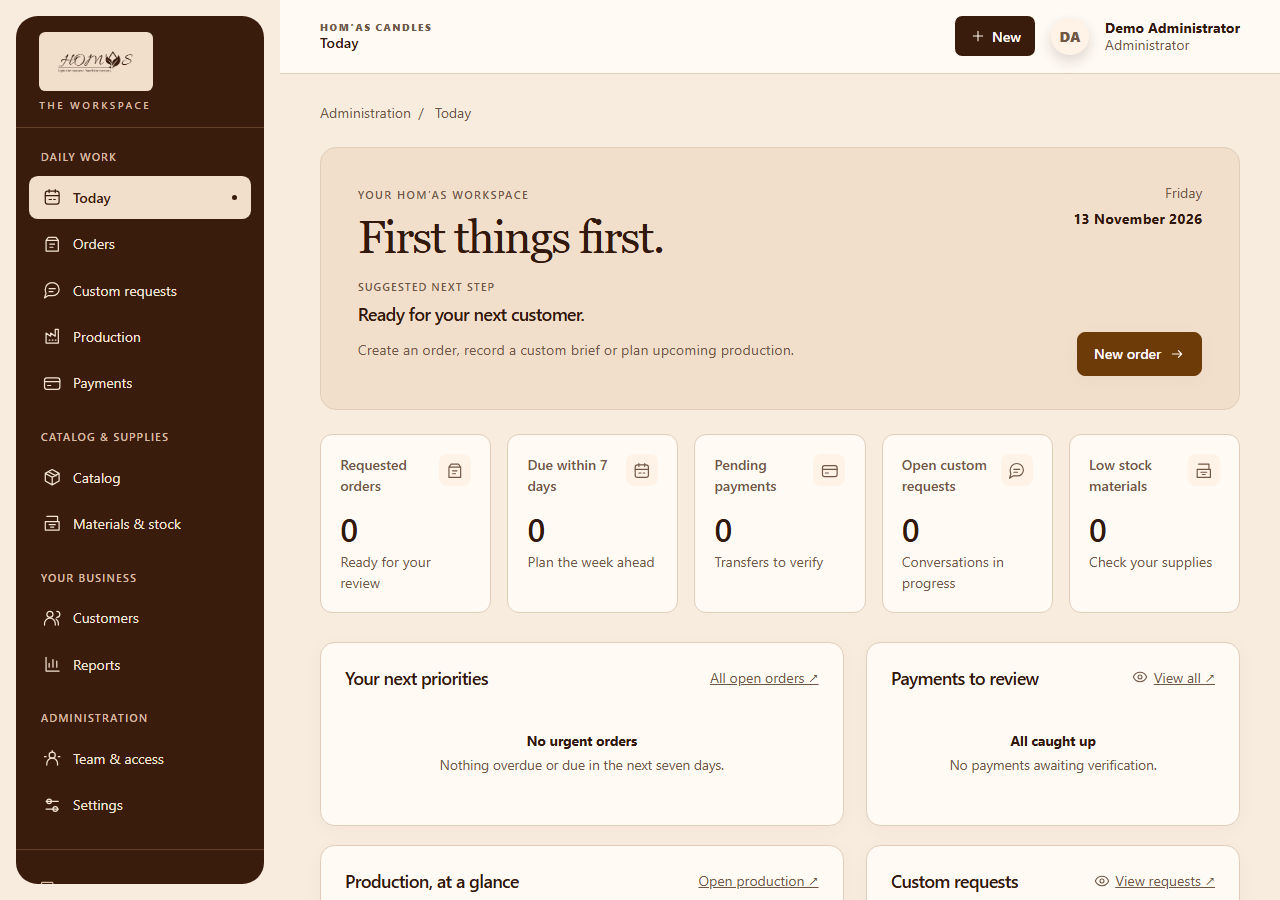 HOM'AS CANDLES
Today
+ New
DA
Demo Administrator
Administrator
HOM S
THE WORKSPACE
DAILY WORK
Today
Orders
Custom requests
Production
Payments
CATALOG & SUPPLIES
Catalog
Materials & stock
YOUR BUSINESS
Customers
Reports
ADMINISTRATION
Team & access
Settings
Administration / Today
YOUR HOM'AS WORKSPACE
First things first.
SUGGESTED NEXT STEP
Ready for your next customer.
Create an order, record a custom brief or plan upcoming production.
Friday
13 November 2026
New order →
Requested
orders
0
Ready for your
review
Due within 7
days
0
Plan the week ahead
Pending
payments
0
Transfers to verify
Open custom
requests
0
Conversations in
progress
Low stock
materials
0
Check your supplies
Your next priorities
All open orders ↗
No urgent orders
Nothing overdue or due in the next seven days.
Payments to review
View all ↗
All caught up
No payments awaiting verification.
Production, at a glance
Open production ↗
Custom requests
View requests ↗